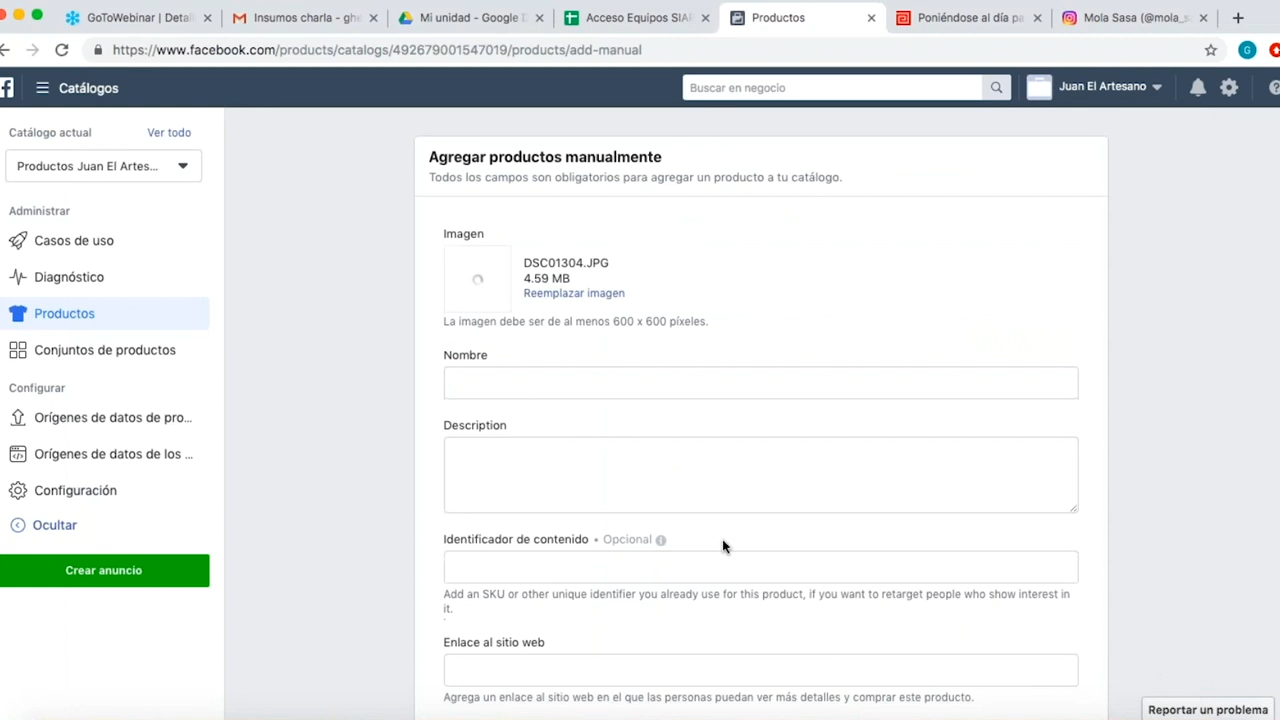 GoToWebinar | Detail
Insumos charla - ghe
Mi unidad - Google D
Acceso Equipos SIAF
Productos
Poniéndose al día pa
Mola Sasa (@mola_sa
https://www.facebook.com/products/catalogs/492679001547019/products/add-manual
G
Catálogos
Buscar en negocio
Juan El Artesano
Catálogo actual
Ver todo
Productos Juan El Artes...
Administrar
Casos de uso
Diagnóstico
Productos
Conjuntos de productos
Configurar
Orígenes de datos de pro...
Orígenes de datos de los ...
Configuración
Ocultar
Crear anuncio
Agregar productos manualmente
Todos los campos son obligatorios para agregar un producto a tu catálogo.
Imagen
DSC01304.JPG
4.59 MB
Reemplazar imagen
La imagen debe ser de al menos 600 x 600 píxeles.
Nombre
Description
Identificador de contenido • Opcional
Add an SKU or other unique identifier you already use for this product, if you want to retarget people who show interest in
it.
.
Enlace al sitio web
Agrega un enlace al sitio web en el que las personas puedan ver más detalles y comprar este producto.
Reportar un problema